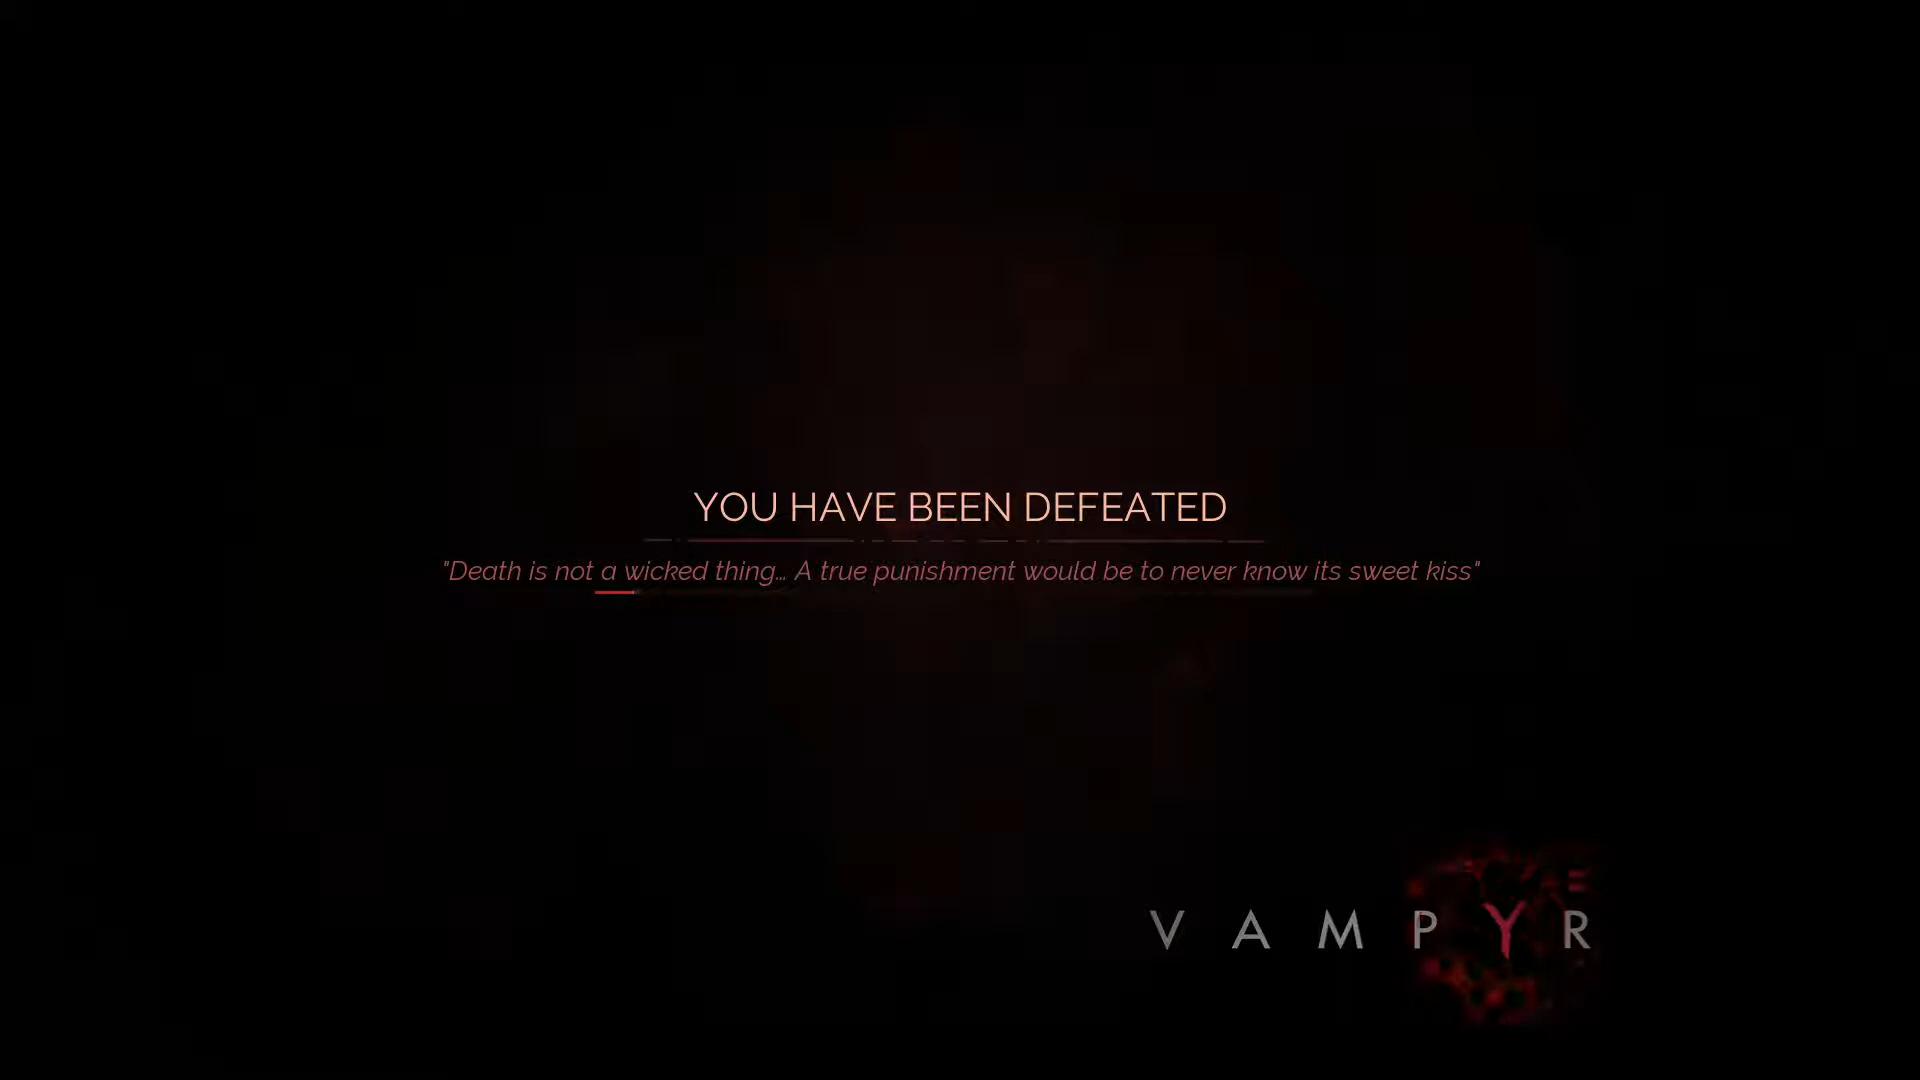 YOU HAVE BEEN DEFEATED
"Death is not a wicked thing... A true punishment would be to never know its sweet kiss"
VAMPYR